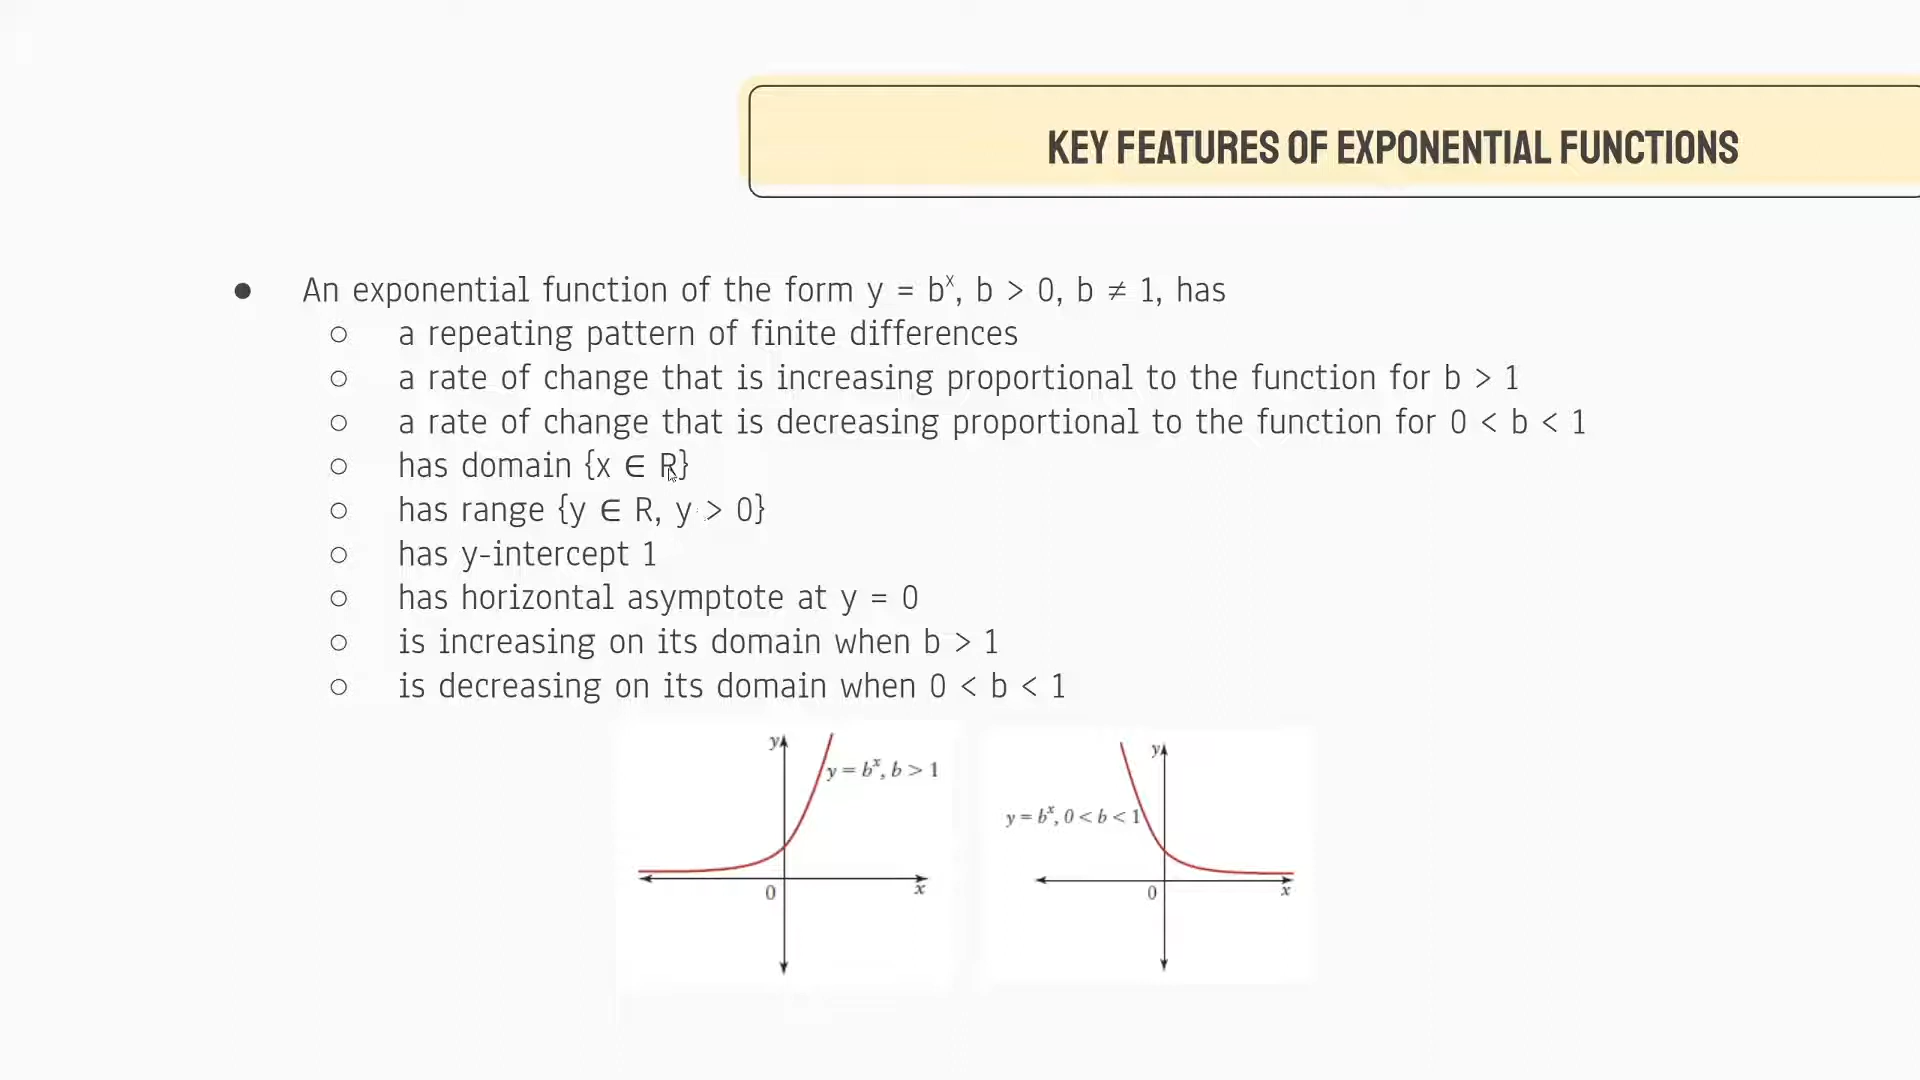 KEY FEATURES OF EXPONENTIAL FUNCTIONS
● An exponential function of the form y = bˣ, b > 0, b ≠ 1, has
○ a repeating pattern of finite differences
○ a rate of change that is increasing proportional to the function for b > 1
○ a rate of change that is decreasing proportional to the function for 0 < b < 1
○ has domain {x ∈ R}
○ has range {y ∈ R, y > 0}
○ has y-intercept 1
○ has horizontal asymptote at y = 0
○ is increasing on its domain when b > 1
○ is decreasing on its domain when 0 < b < 1
y
y = bˣ, b > 1
0
x
y
y = bˣ, 0 < b < 1
0
x